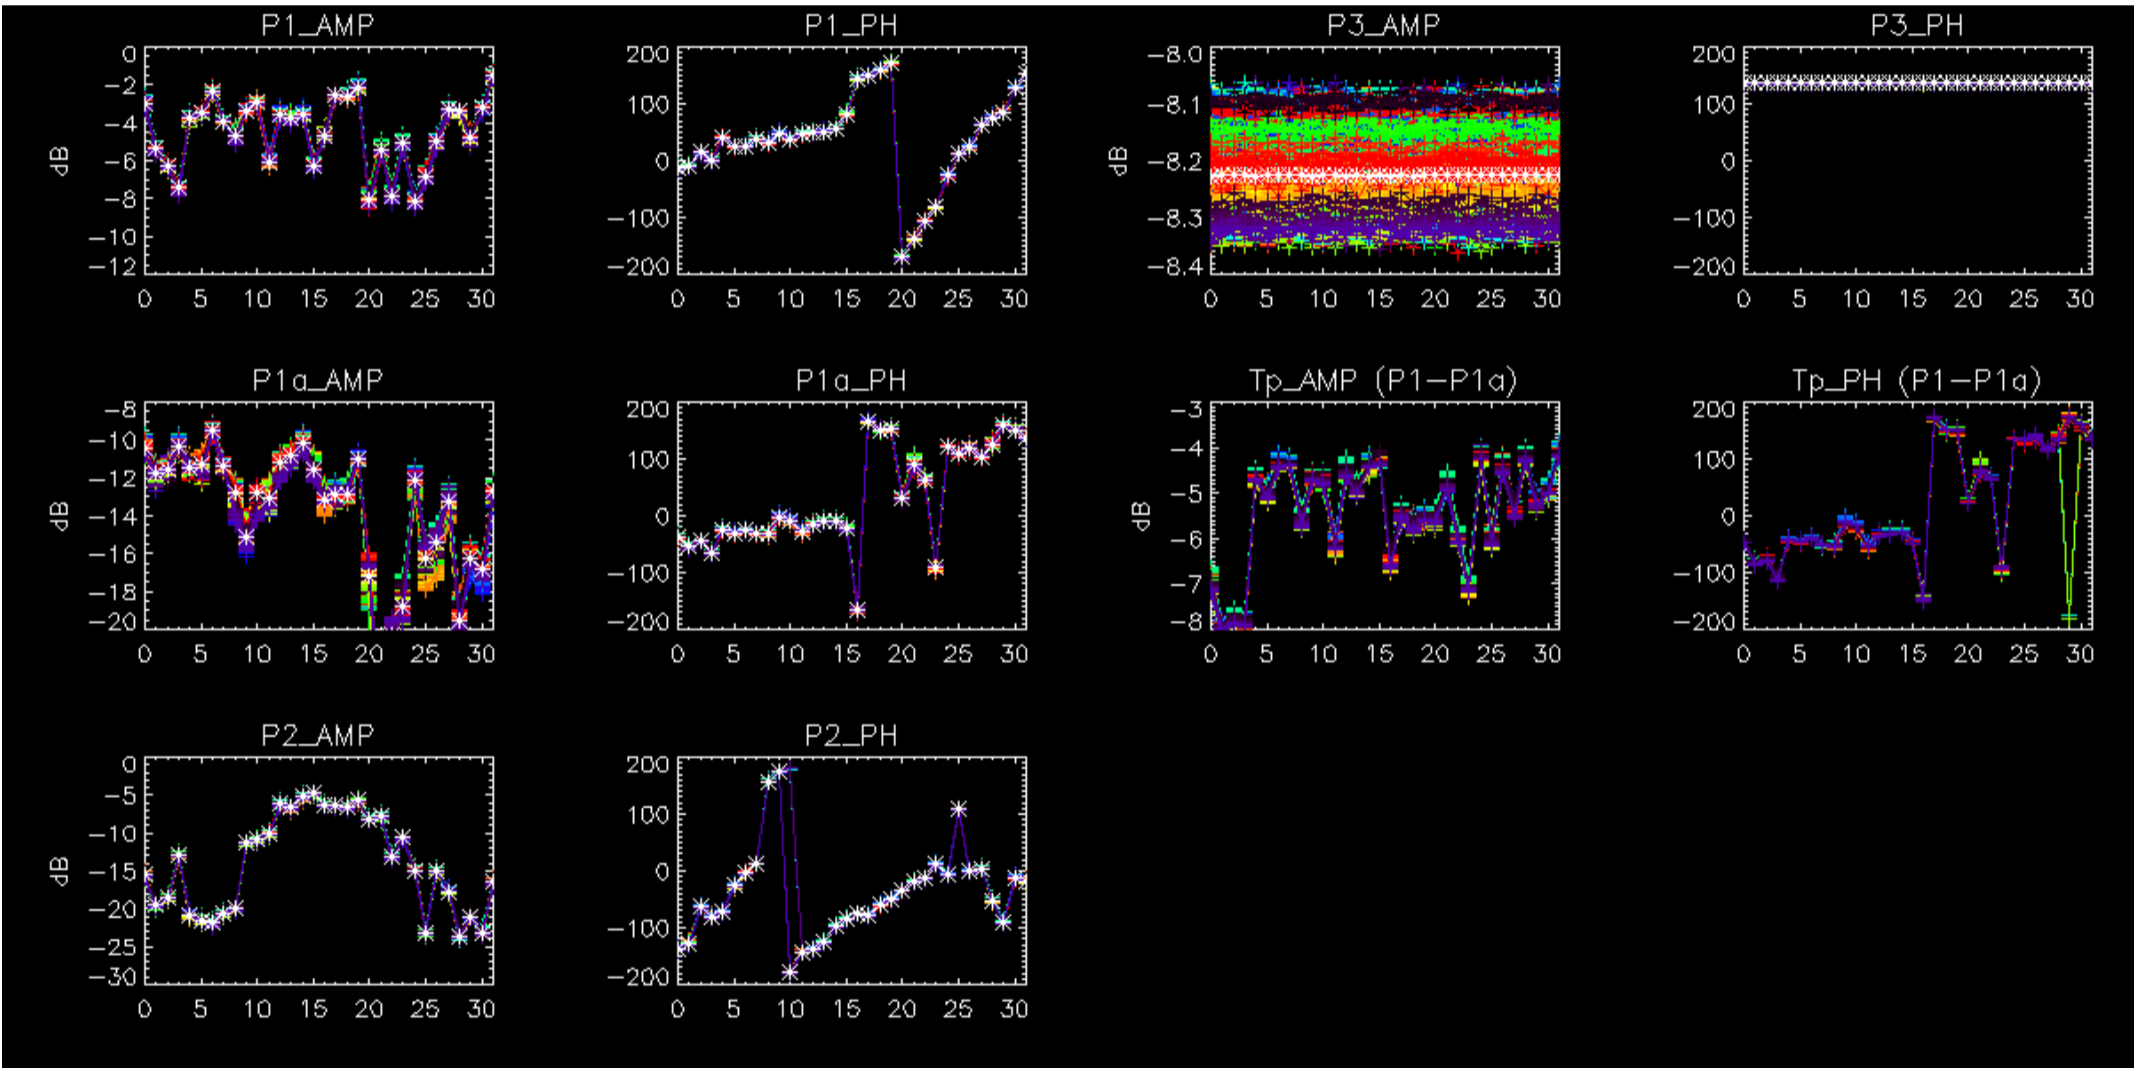 P1_AMP
0
-2
-4
-6
-8
-10
-12
dB
0 5 10 15 20 25 30
P1_PH
200
100
0
-100
-200
0 5 10 15 20 25 30
P3_AMP
-8.0
-8.1
-8.2
-8.3
-8.4
dB
0 5 10 15 20 25 30
P3_PH
200
100
0
-100
-200
0 5 10 15 20 25 30
P1a_AMP
-8
-10
-12
-14
-16
-18
-20
dB
0 5 10 15 20 25 30
P1a_PH
200
100
0
-100
-200
0 5 10 15 20 25 30
Tp_AMP (P1-P1a)
-3
-4
-5
-6
-7
-8
dB
0 5 10 15 20 25 30
Tp_PH (P1-P1a)
200
100
0
-100
-200
0 5 10 15 20 25 30
P2_AMP
0
-5
-10
-15
-20
-25
-30
dB
0 5 10 15 20 25 30
P2_PH
200
100
0
-100
-200
0 5 10 15 20 25 30